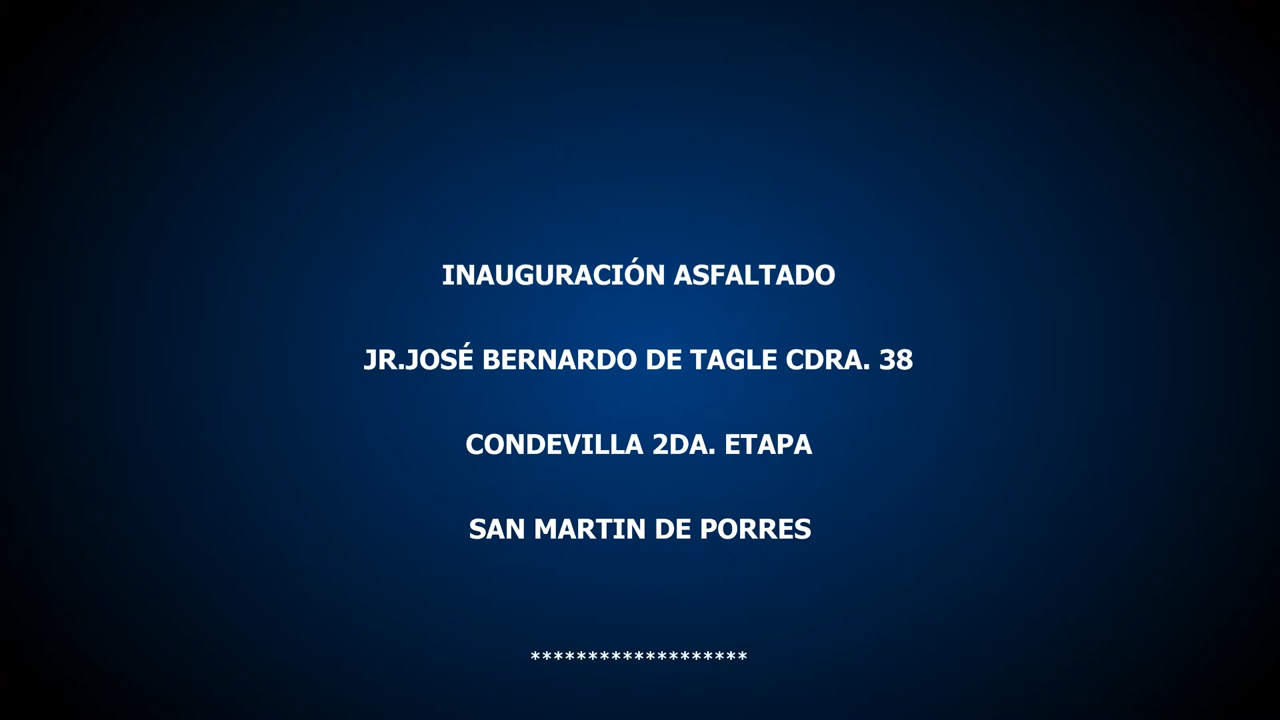 INAUGURACIÓN ASFALTADO
JR.JOSÉ BERNARDO DE TAGLE CDRA. 38
CONDEVILLA 2DA. ETAPA
SAN MARTIN DE PORRES
*******************